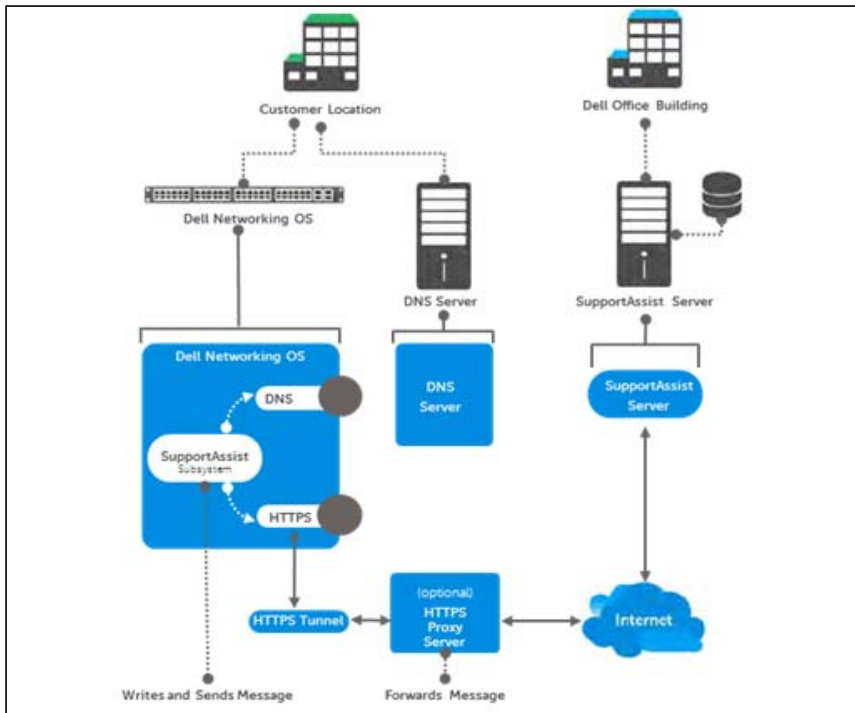 Customer Location
Dell Office Building
Dell Networking OS
DNS Server
SupportAssist Server
Dell Networking OS
DNS
SupportAssist
Subsystem
HTTPS
DNS
Server
SupportAssist
Server
HTTPS Tunnel
(optional)
HTTPS
Proxy
Server
Internet
Writes and Sends Message
Forwards Message